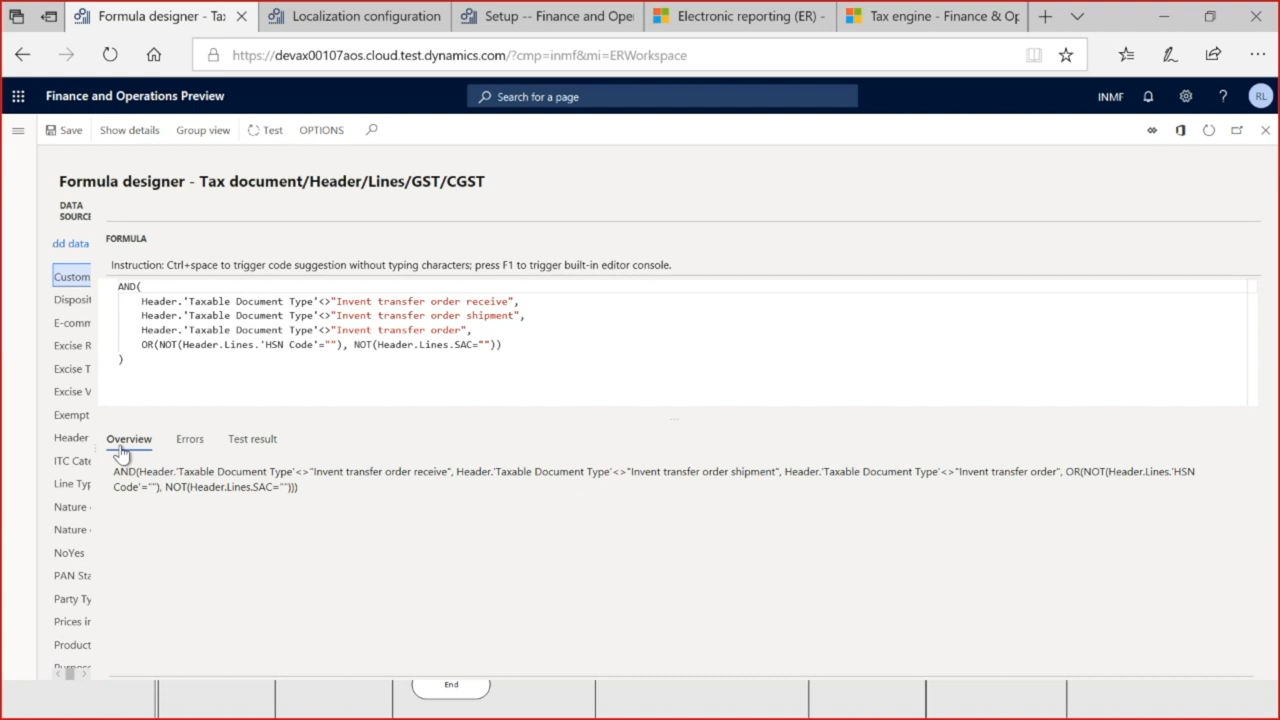 Formula designer - Ta
Localization configuration
Setup -- Finance and Ope
Electronic reporting (ER) -
Tax engine - Finance & Op
https://devax00107aos.cloud.test.dynamics.com/?cmp=inmf&mi=ERWorkspace
Finance and Operations Preview
Search for a page
INMF
?
RL
Save
Show details
Group view
Test
OPTIONS
Formula designer - Tax document/Header/Lines/GST/CGST
DATA
SOURCE
dd data
FORMULA
Instruction: Ctrl+space to trigger code suggestion without typing characters; press F1 to trigger built-in editor console.
Custom
Disposit
E-comm
Excise R
Excise T
Excise V
Exempt
Header
ITC Cate
Line Typ
Nature
Nature
NoYes
PAN Sta
Party Ty
Prices in
Product
Purpose
AND(
Header.'Taxable Document Type'<>"Invent transfer order receive",
Header.'Taxable Document Type'<>"Invent transfer order shipment",
Header.'Taxable Document Type'<>"Invent transfer order",
OR(NOT(Header.Lines.'HSN Code'=""), NOT(Header.Lines.SAC=""))
)
Overview
Errors
Test result
AND(Header.'Taxable Document Type'<>"Invent transfer order receive", Header.'Taxable Document Type'<>"Invent transfer order shipment", Header.'Taxable Document Type'<>"Invent transfer order", OR(NOT(Header.Lines.'HSN
Code'=""), NOT(Header.Lines.SAC="")))
End